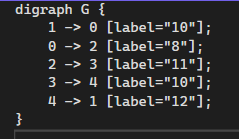 digraph G {
1 -> 0 [label="10"];
0 -> 2 [label="8"];
2 -> 3 [label="11"];
3 -> 4 [label="10"];
4 -> 1 [label="12"];
}